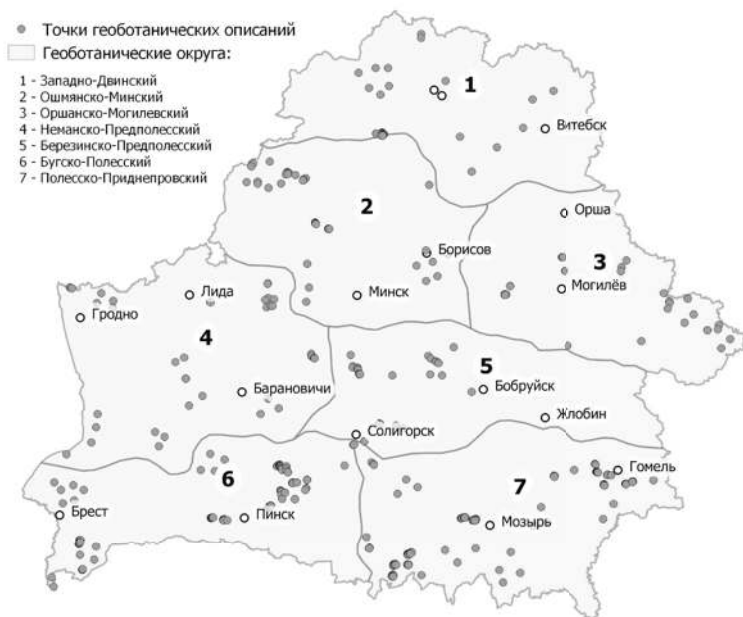 Точки геоботанических описаний
Геоботанические округа:
1 - Западно-Двинский
2 - Ошмянско-Минский
3 - Оршанско-Могилевский
4 - Неманско-Предполесский
5 - Березинско-Предполесский
6 - Бугско-Полесский
7 - Полесско-Приднепровский
1
Витебск
2
Орша
Борисов
3
Лида
Минск
Могилёв
Гродно
4
5
Барановичи
Бобруйск
Жлобин
Солигорск
6
Гомель
7
Брест
Пинск
Мозырь